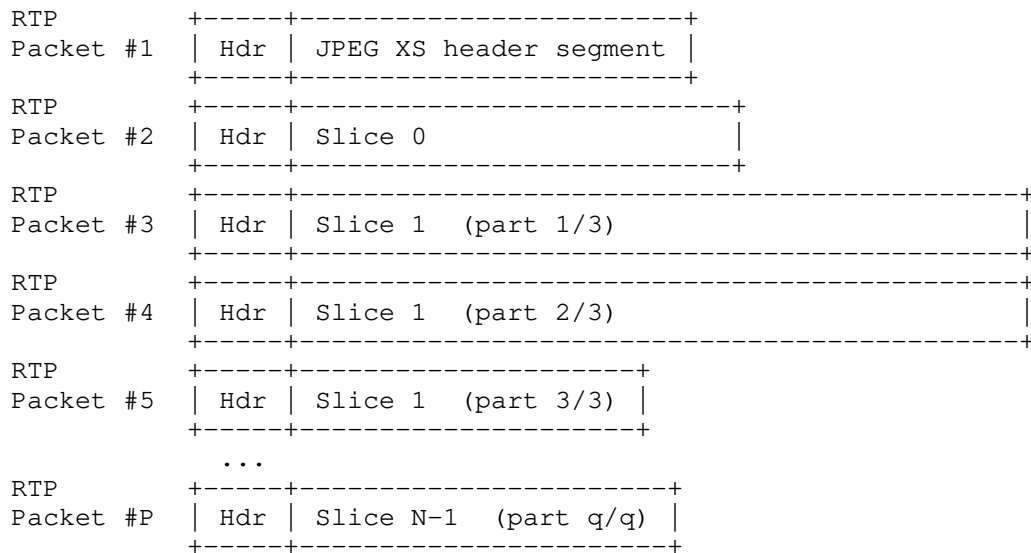 RTP +-----+------------------------+
Packet #1 | Hdr | JPEG XS header segment |
+-----+------------------------+
RTP +-----+---------------------------+
Packet #2 | Hdr | Slice 0 |
+-----+---------------------------+
RTP +-----+---------------------------------------------+
Packet #3 | Hdr | Slice 1 (part 1/3) |
+-----+---------------------------------------------+
RTP +-----+---------------------------------------------+
Packet #4 | Hdr | Slice 1 (part 2/3) |
+-----+---------------------------------------------+
RTP +-----+---------------------+
Packet #5 | Hdr | Slice 1 (part 3/3) |
+-----+---------------------+
...
RTP +-----+-----------------------+
Packet #P | Hdr | Slice N-1 (part q/q) |
+-----+-----------------------+